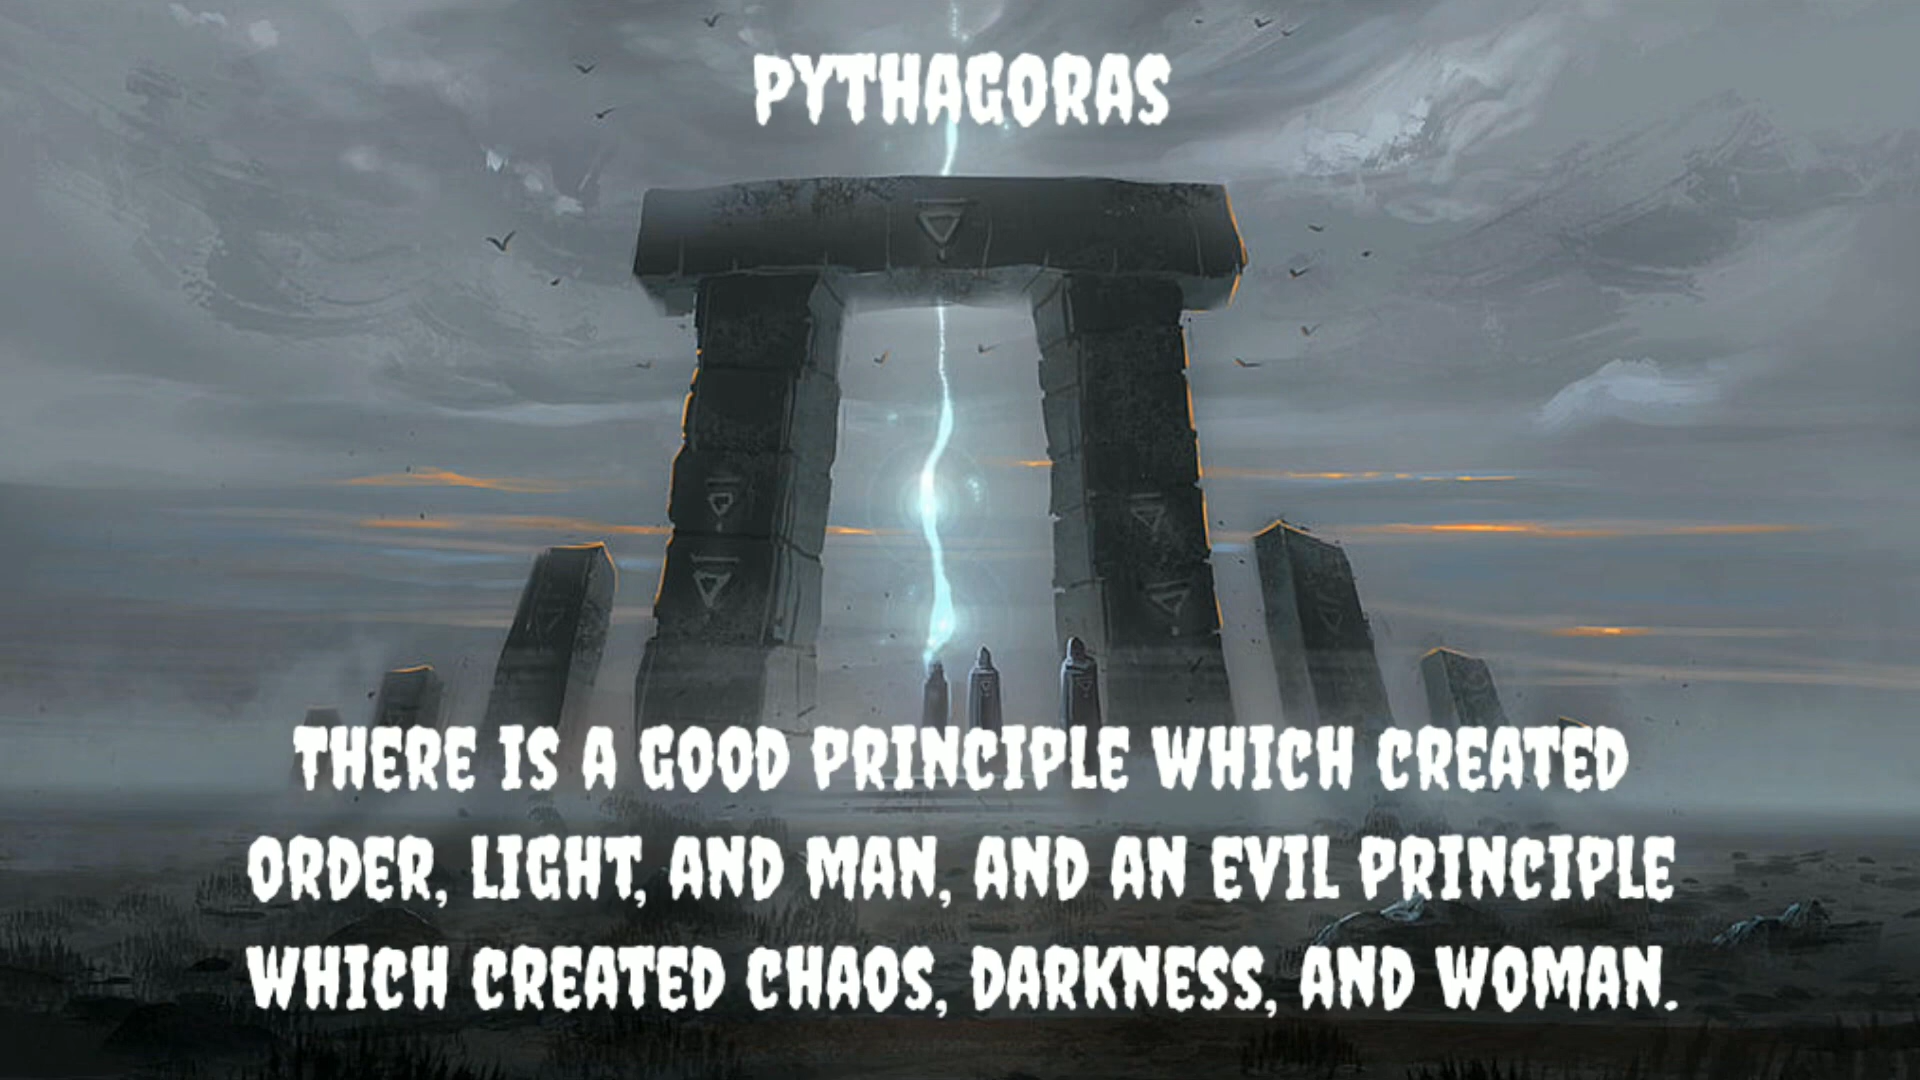 PYTHAGORAS
THERE IS A GOOD PRINCIPLE WHICH CREATED
ORDER, LIGHT, AND MAN, AND AN EVIL PRINCIPLE
WHICH CREATED CHAOS, DARKNESS, AND WOMAN.